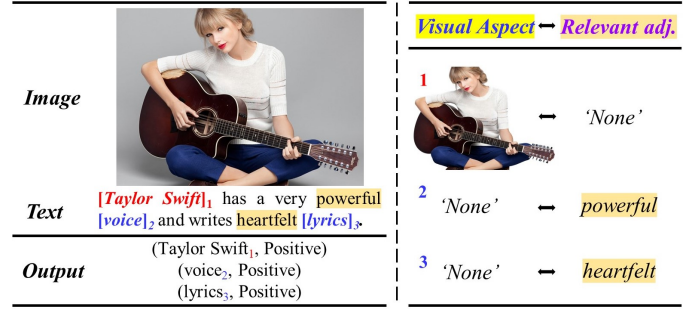 Image
Text
[Taylor Swift]1 has a very powerful
[voice]2 and writes heartfelt [lyrics]3.
Output
(Taylor Swift1, Positive)
(voice2, Positive)
(lyrics3, Positive)
Visual Aspect ↔ Relevant adj.
1 ↔ ‘None’
2 ‘None’ ↔ powerful
3 ‘None’ ↔ heartfelt